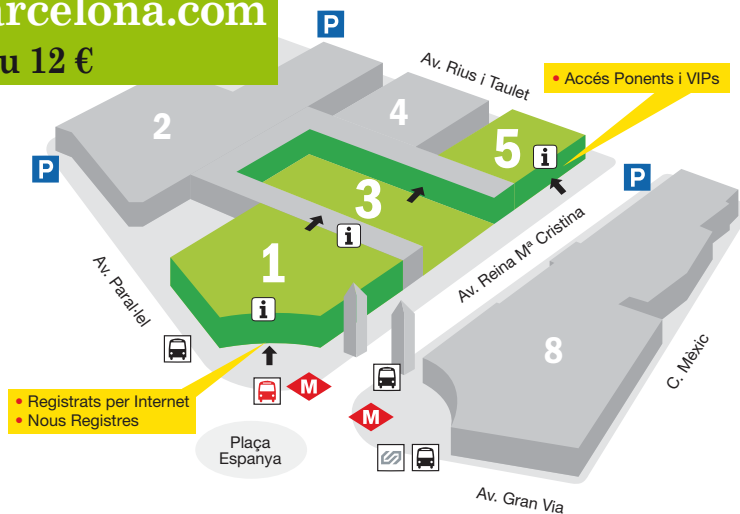 arcelona.com
u 12 €
P
Av. Rius i Taulet
• Accés Ponents i VIPs
2
4
5
i
P
P
3
i
1
i
Av. Reina Mª Cristina
Av. Paral·lel
8
C. Mèxic
M
M
• Registrats per Internet
• Nous Registres
Plaça
Espanya
Av. Gran Via